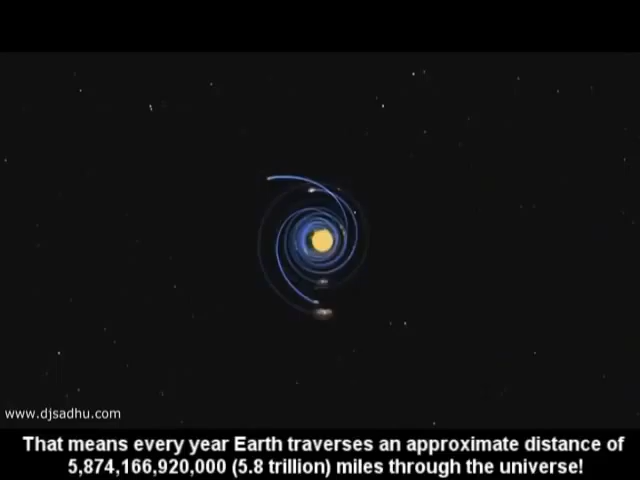 www.djsadhu.com
That means every year Earth traverses an approximate distance of
5,874,166,920,000 (5.8 trillion) miles through the universe!